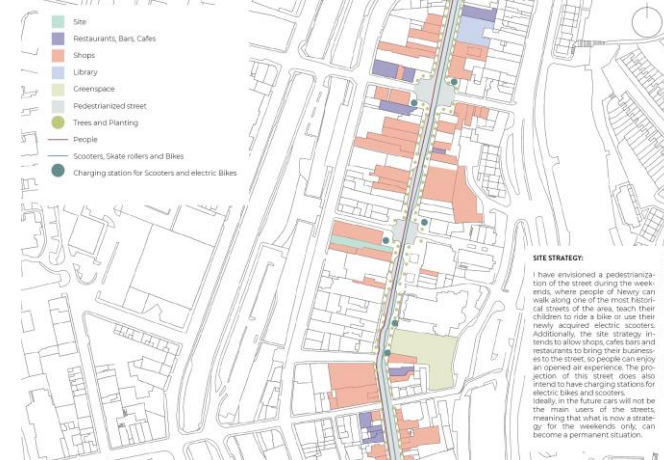 Site
Restaurants, Bars, Cafes
Shops
Library
Greenspace
Pedestrianized street
Trees and Planting
People
Scooters, Skate rollers and Bikes
Charging station for Scooters and electric Bikes
SITE STRATEGY:
I have envisioned a pedestrianiza-
tion of the street during the week-
ends, where people of Newry can
walk along one of the most histori-
cal streets of the area, teach their
children to ride a bike or use their
newly acquired electric scooters.
Additionally, the site strategy in-
tends to allow shops, cafes bars and
restaurants to bring their business-
es to the street, so people can enjoy
an opened air experience. The pro-
jection of this street does also
intend to have charging stations for
electric bikes and scooters.
Ideally, in the future cars will not be
the main users of the streets,
meaning that what is now a strate-
gy for the weekends only, can
become a permanent situation.